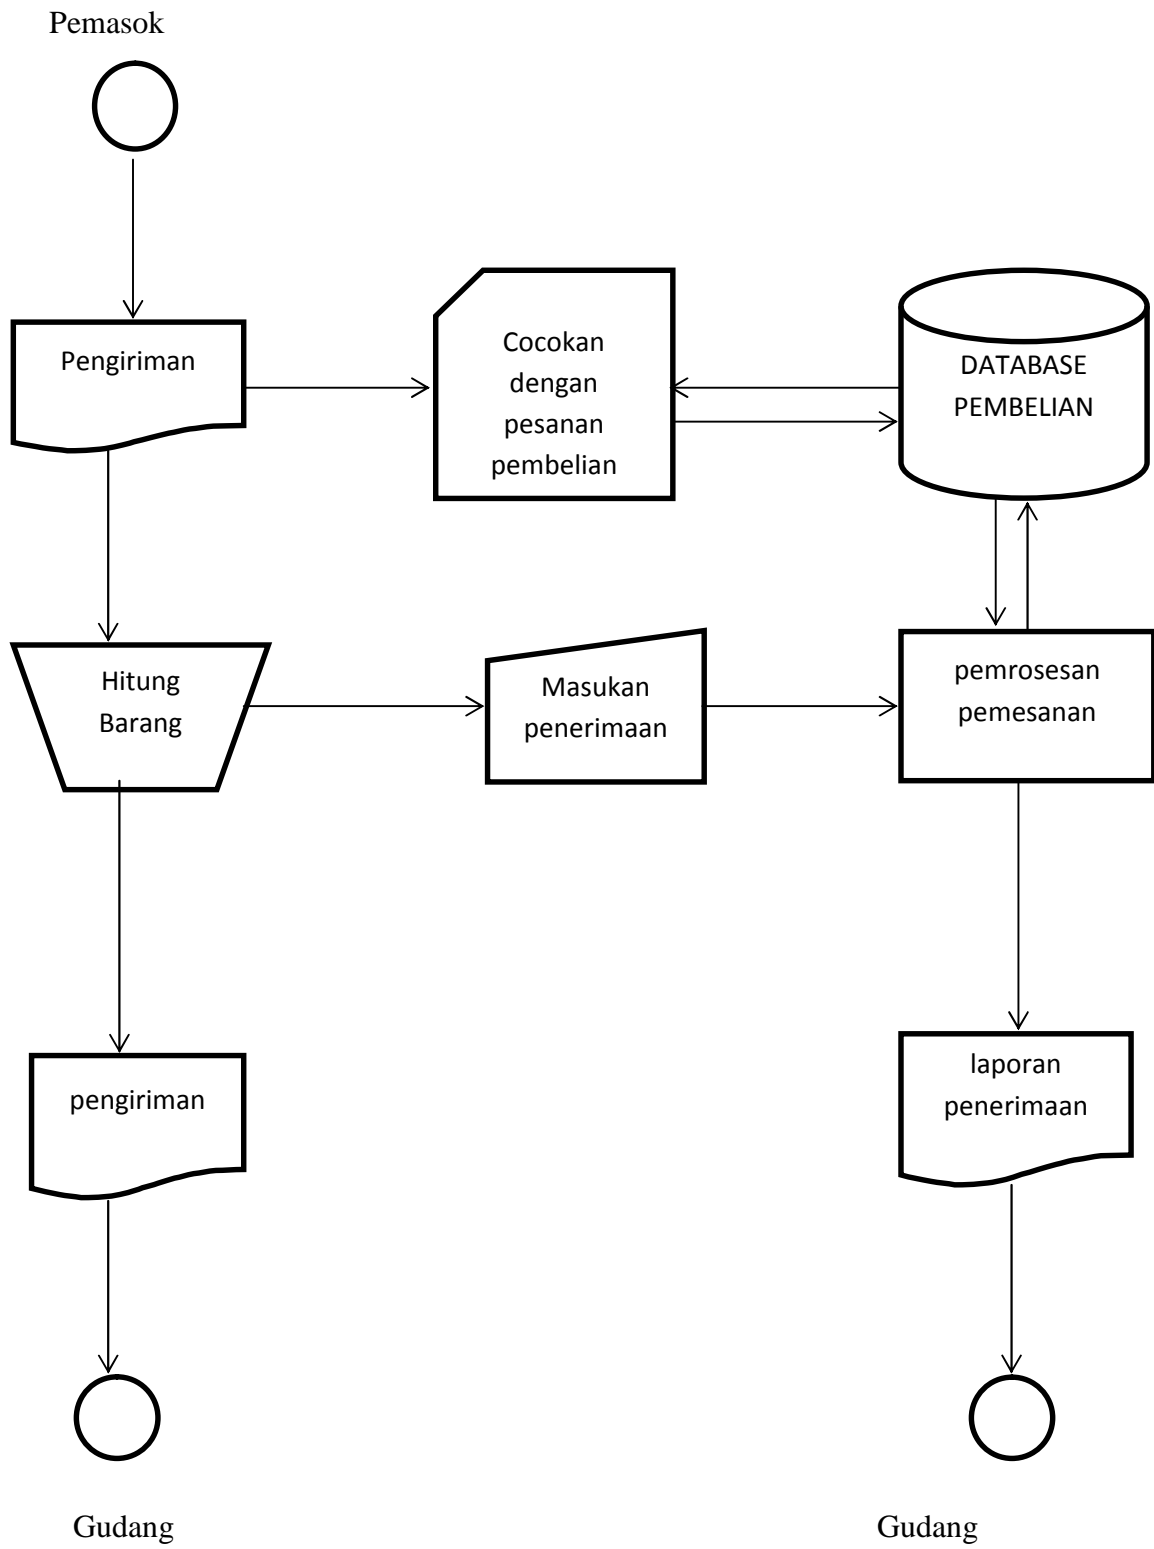 Pemasok
Pengiriman
Cocokan
dengan
pesanan
pembelian
DATABASE
PEMBELIAN
Hitung
Barang
Masukan
penerimaan
pemrosesan
pemesanan
pengiriman
laporan
penerimaan
Gudang
Gudang